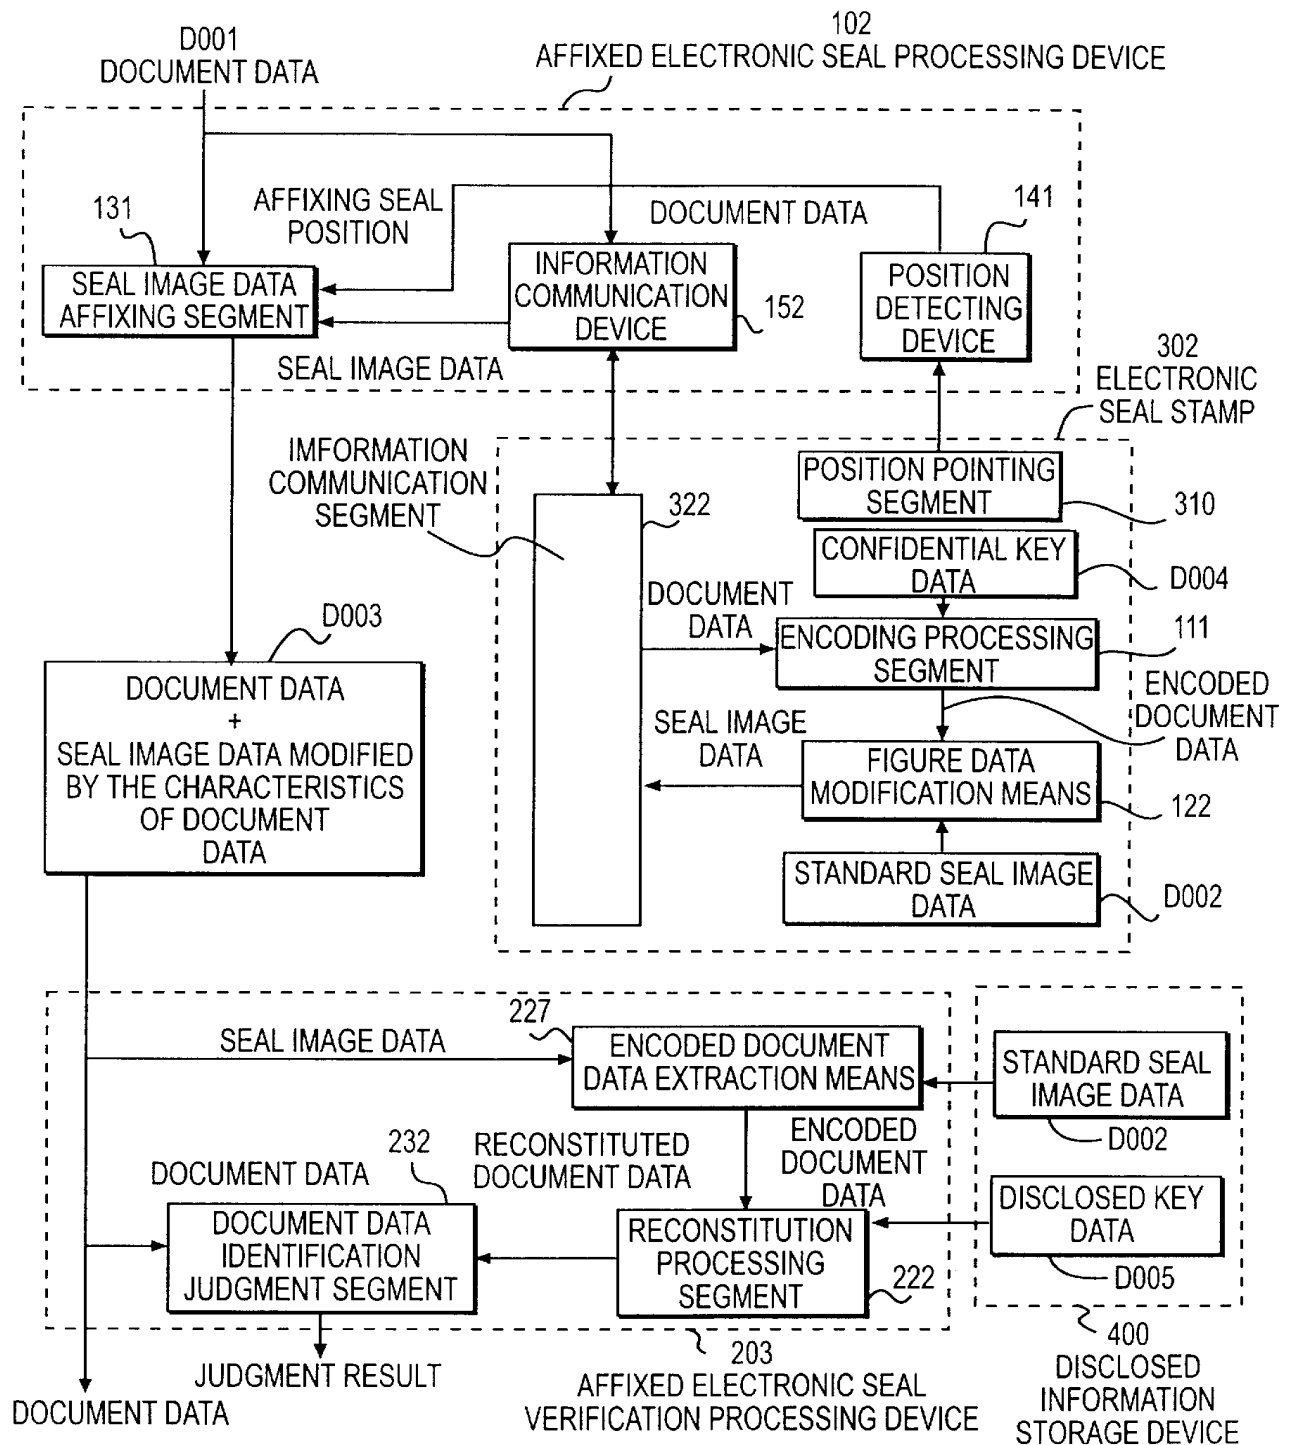 D001
DOCUMENT DATA
102
AFFIXED ELECTRONIC SEAL PROCESSING DEVICE
131
AFFIXING SEAL
POSITION
DOCUMENT DATA
141
SEAL IMAGE DATA
AFFIXING SEGMENT
INFORMATION
COMMUNICATION
DEVICE
152
POSITION
DETECTING
DEVICE
SEAL IMAGE DATA
302
ELECTRONIC
SEAL STAMP
IMFORMATION
COMMUNICATION
SEGMENT
322
POSITION POINTING
SEGMENT
310
CONFIDENTIAL KEY
DATA
D004
DOCUMENT
DATA
ENCODING PROCESSING
SEGMENT
111
ENCODED
DOCUMENT
DATA
SEAL IMAGE
DATA
FIGURE DATA
MODIFICATION MEANS
122
STANDARD SEAL IMAGE
DATA
D002
D003
DOCUMENT DATA
+
SEAL IMAGE DATA MODIFIED
BY THE CHARACTERISTICS
OF DOCUMENT
DATA
227
SEAL IMAGE DATA
ENCODED DOCUMENT
DATA EXTRACTION MEANS
STANDARD SEAL
IMAGE DATA
D002
232
RECONSTITUTED
DOCUMENT DATA
ENCODED
DOCUMENT
DATA
DOCUMENT DATA
DOCUMENT DATA
IDENTIFICATION
JUDGMENT SEGMENT
RECONSTITUTION
PROCESSING
SEGMENT
222
DISCLOSED KEY
DATA
D005
JUDGMENT RESULT
DOCUMENT DATA
203
AFFIXED ELECTRONIC SEAL
VERIFICATION PROCESSING DEVICE
400
DISCLOSED
INFORMATION
STORAGE DEVICE